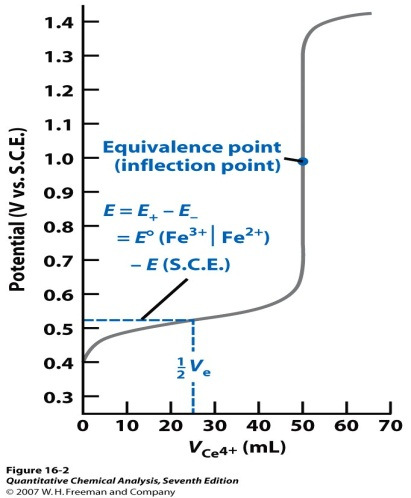 1.4
1.3
1.2
1.1
1.0
0.9
0.8
0.7
0.6
0.5
0.4
0.3
Potential (V vs. S.C.E.)
Equivalence point
(inflection point)
E = E₊ − E₋
= E° (Fe³⁺ | Fe²⁺)
− E (S.C.E.)
½ Vₑ
0 10 20 30 40 50 60 70
V_Ce⁴⁺ (mL)
Figure 16-2
Quantitative Chemical Analysis, Seventh Edition
© 2007 W. H. Freeman and Company